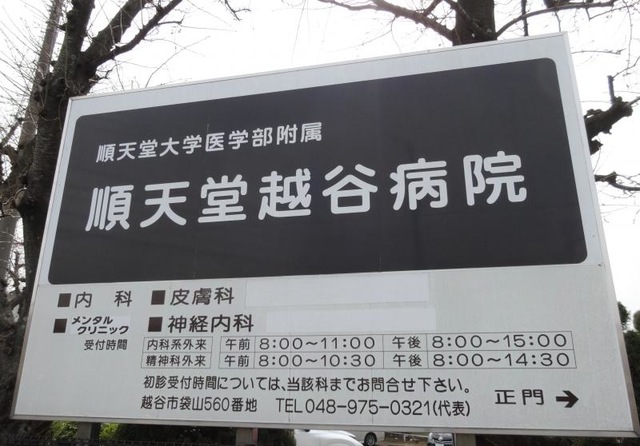 順天堂大学医学部附属
順天堂越谷病院
■内 科 ■皮膚科
■メンタルクリニック ■神経内科
受付時間 内科系外来 午前 8:00〜11:00 午後 8:00〜15:00
精神科外来 午前 8:00〜10:30 午後 8:00〜14:30
初診受付時間については、当該科までお問合せ下さい。
越谷市袋山560番地 TEL048-975-0321(代表) 正門→